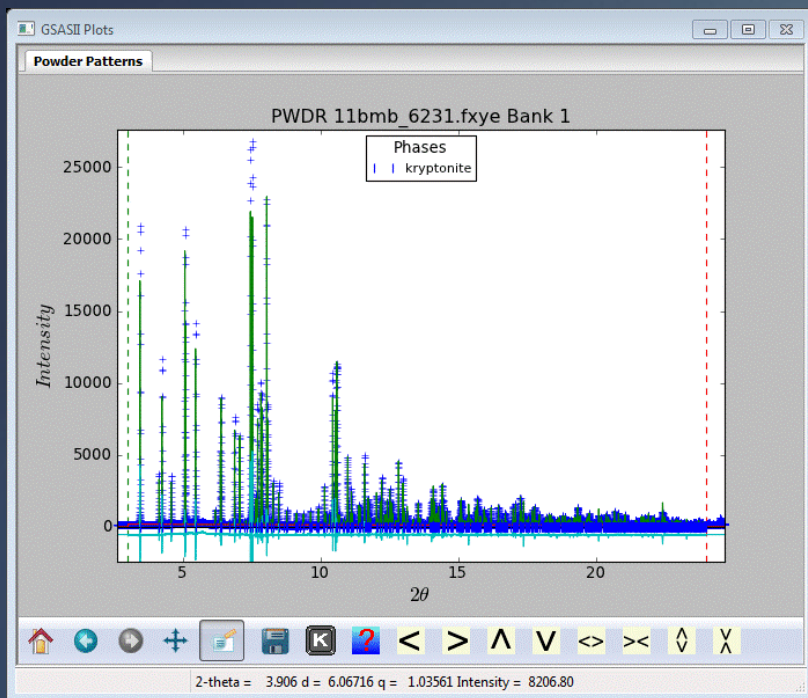 GSASII Plots
Powder Patterns
PWDR 11bmb_6231.fxye Bank 1
Phases
kryptonite
25000
20000
15000
10000
5000
0
Intensity
5 10 15 20
2θ
K ? < > Λ V <> >< 
2-theta = 3.906 d = 6.06716 q = 1.03561 Intensity = 8206.80